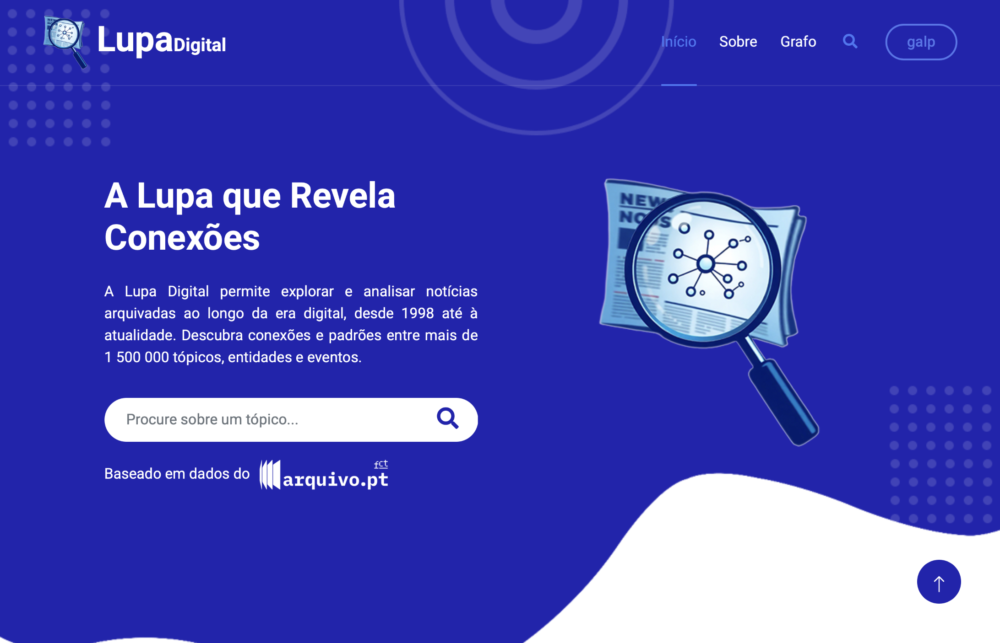 LupaDigital
Início
Sobre
Grafo
galp
A Lupa que Revela
Conexões
A Lupa Digital permite explorar e analisar notícias
arquivadas ao longo da era digital, desde 1998 até à
atualidade. Descubra conexões e padrões entre mais de
1 500 000 tópicos, entidades e eventos.
NEWS
Procure sobre um tópico...
Baseado em dados do
fct
arquivo.pt